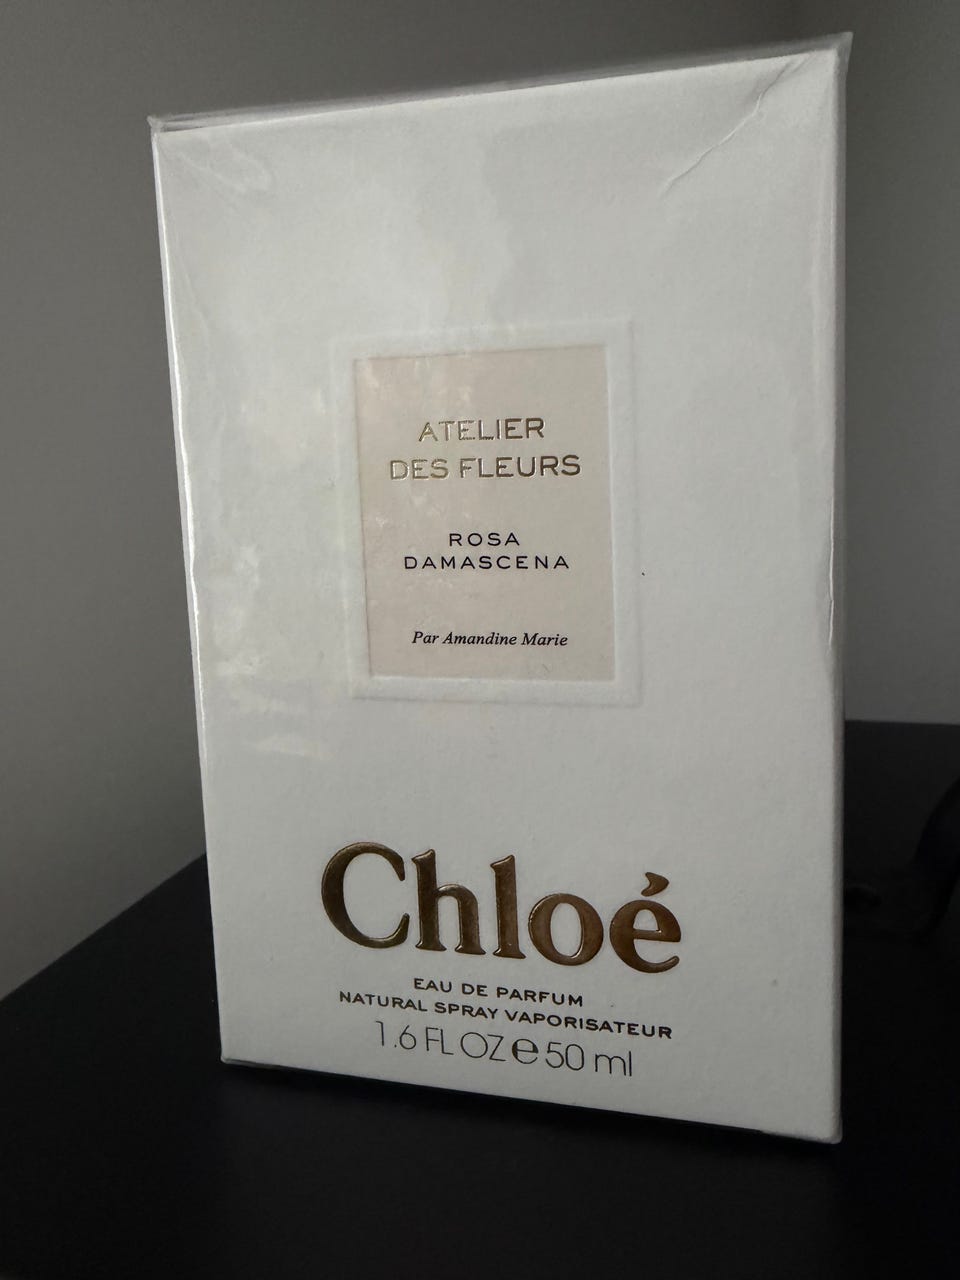 ATELIER
DES FLEURS
ROSA
DAMASCENA
Par Amandine Marie
Chloé
EAU DE PARFUM
NATURAL SPRAY VAPORISATEUR
1.6 FL OZ ℮ 50 ml